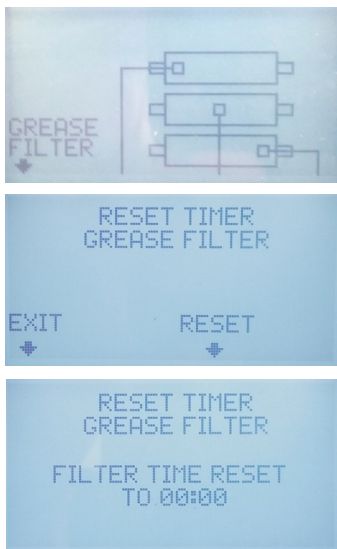 GREASE
FILTER
RESET TIMER
GREASE FILTER
EXIT
RESET
RESET TIMER
GREASE FILTER
FILTER TIME RESET
TO 00:00